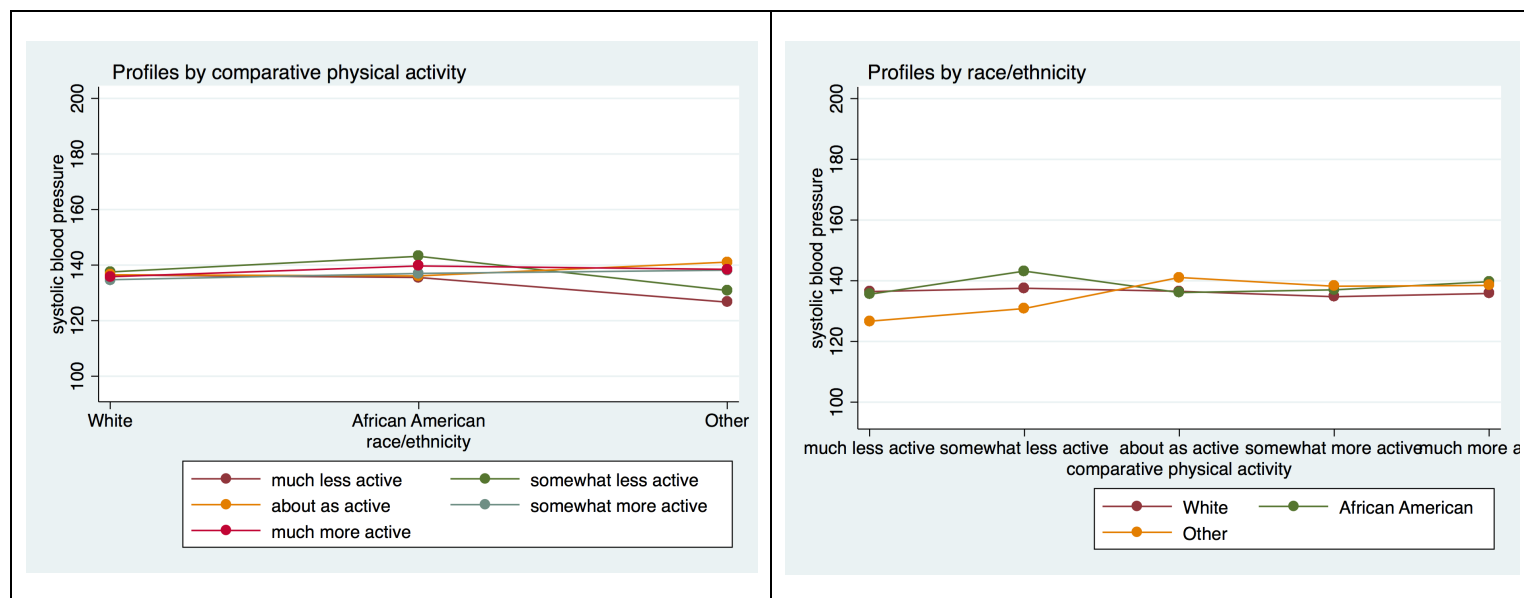 Profiles by comparative physical activity
systolic blood pressure
200
180
160
140
120
100
White African American Other
race/ethnicity
much less active somewhat less active
about as active somewhat more active
much more active
Profiles by race/ethnicity
systolic blood pressure
200
180
160
140
120
100
much less active somewhat less active about as active somewhat more active much more a
comparative physical activity
White African American
Other